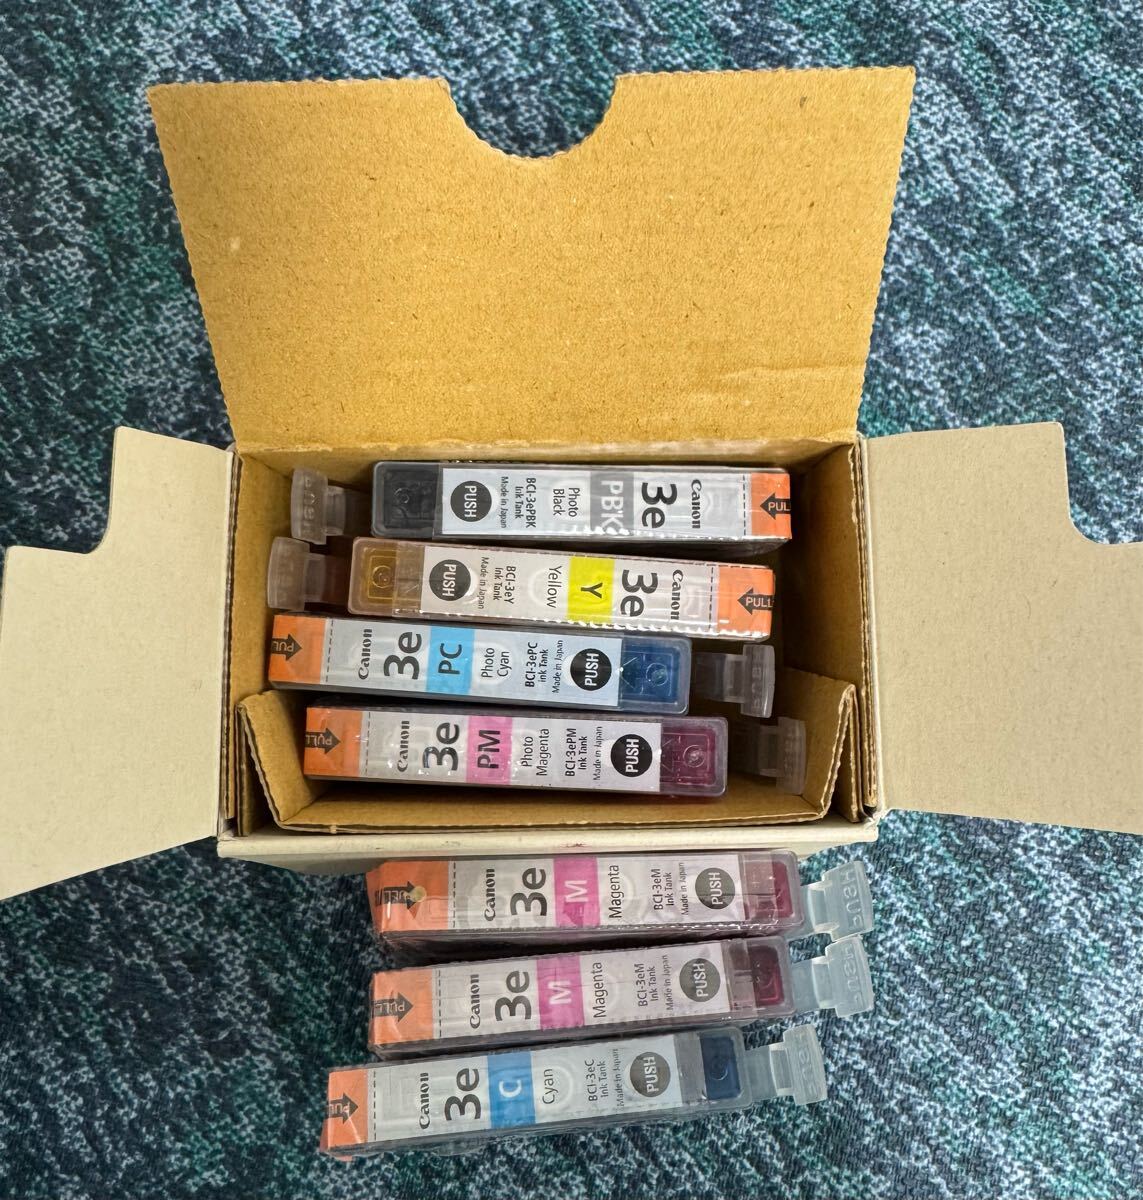 PUSH
BCI-3ePBK
Ink Tank
Made in Japan
Photo
Black
PBK
3e
Canon
PUL
PUSH
BCI-3eY
Ink Tank
Made in Japan
Yellow
Y
3e
Canon
PULL
PUL
Canon
3e
PC
Photo
Cyan
BCI-3ePC
Ink Tank
Made in Japan
PUSH
PULL
Canon
3e
PM
Photo
Magenta
BCI-3ePM
Ink Tank
Made in Japan
PUSH
Canon
3e
M
Magenta
BCI-3eM
Ink Tank
Made in Japan
PUSH
PULL
Canon
3e
M
Magenta
BCI-3eM
Ink Tank
Made in Japan
PUSH
Canon
3e
C
Cyan
BCI-3eC
Ink Tank
Made in Japan
PUSH